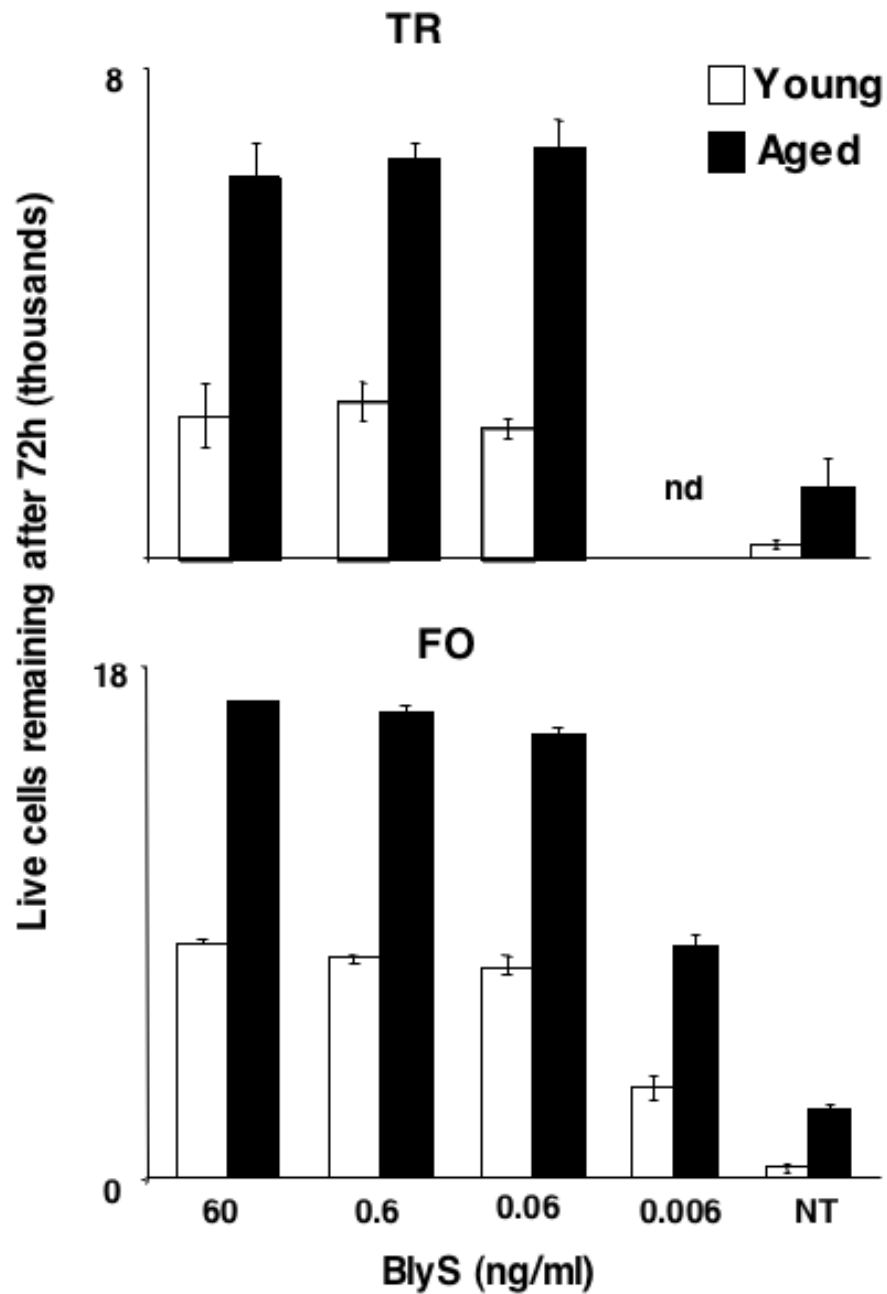 TR
8
Young
Aged
nd
Live cells remaining after 72h (thousands)
FO
18
0
60 0.6 0.06 0.006 NT
BlyS (ng/ml)